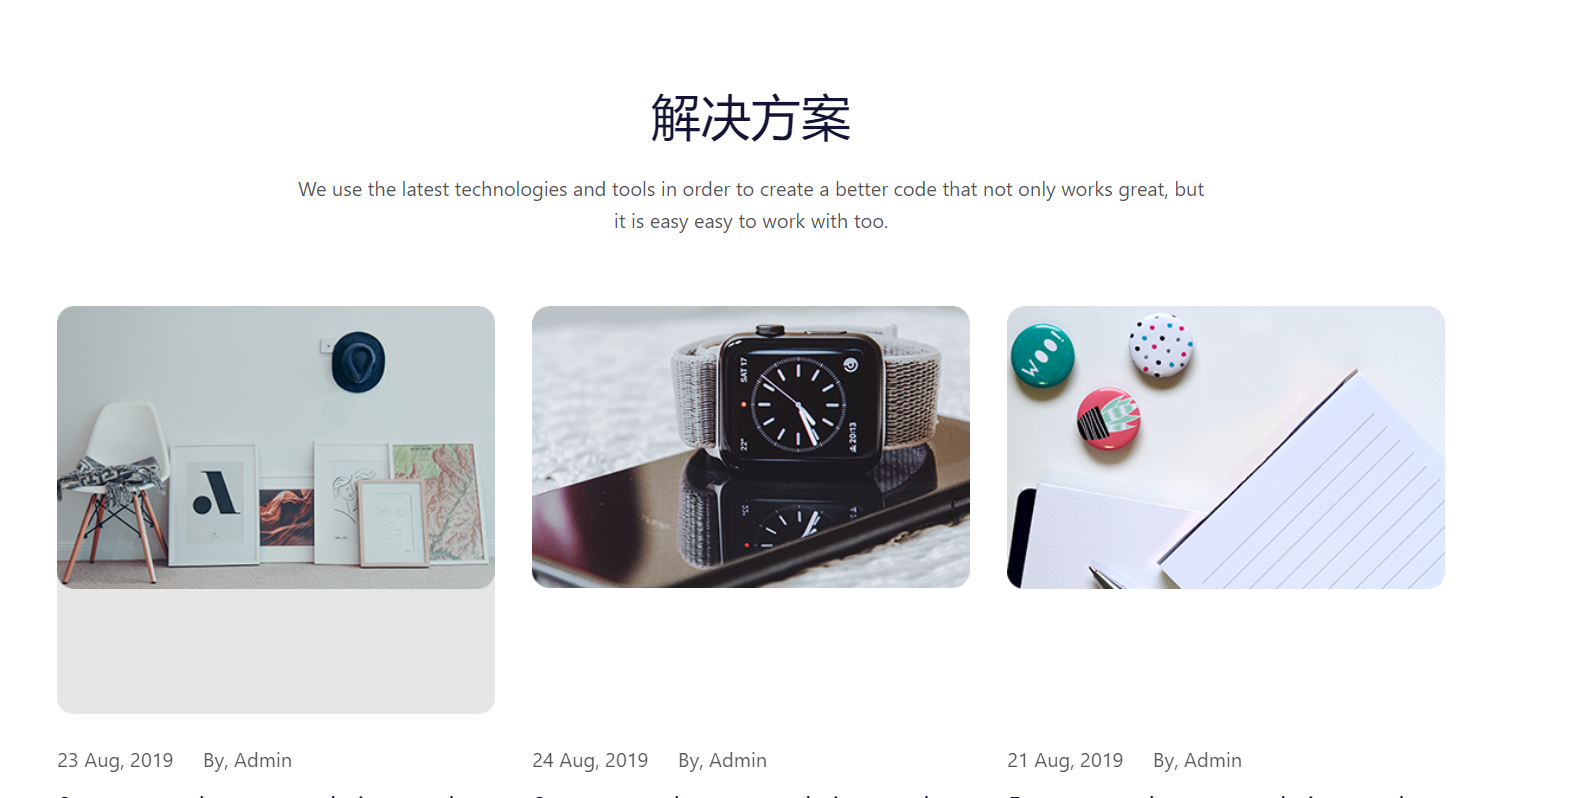 解决方案
We use the latest technologies and tools in order to create a better code that not only works great, but
it is easy easy to work with too.
A
SAT 17
22°
20:13
WOO!
23 Aug, 2019 By, Admin
24 Aug, 2019 By, Admin
21 Aug, 2019 By, Admin